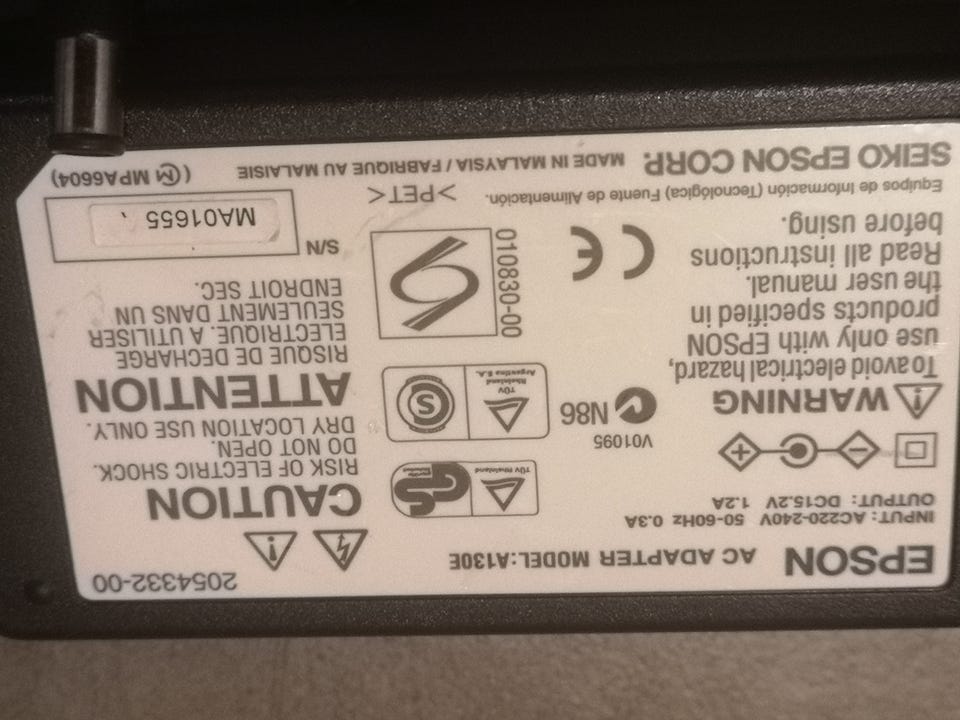 EPSON
AC ADAPTER MODEL:A130E
INPUT: AC220-240V 50-60Hz 0.3A
OUTPUT: DC15.2V 1.2A
WARNING
To avoid electrical hazard,
use only with EPSON
products specified in
the user manual.
Read all instructions
before using.
Equipos de Información (Tecnológica) Fuente de Alimentación.
SEIKO EPSON CORP.
MADE IN MALAYSIA / FABRIQUE AU MALAISIE
TÜV Rheinland
GS
V01095
N86
TÜV
Rheinland
Argentina S.A.
S
010830-00
CE
>PET<
2054332-00
CAUTION
RISK OF ELECTRIC SHOCK.
DO NOT OPEN.
DRY LOCATION USE ONLY.
ATTENTION
RISQUE DE DECHARGE
ELECTRIQUE. A UTILISER
SEULEMENT DANS UN
ENDROIT SEC.
S/N
MA01655
(M MPA6604)